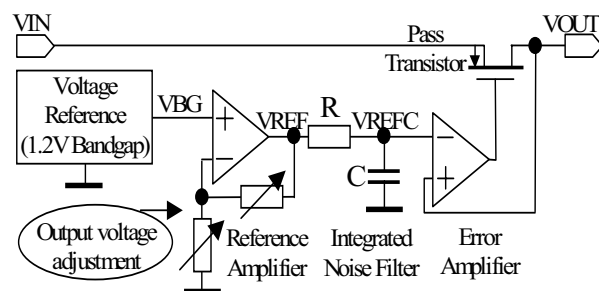 VIN
VOUT
Pass
Transistor
Voltage
Reference
(1.2V Bandgap)
VBG
+
−
VREF
R
VREFC
C
−
+
Output voltage
adjustment
Reference
Amplifier
Integrated
Noise Filter
Error
Amplifier